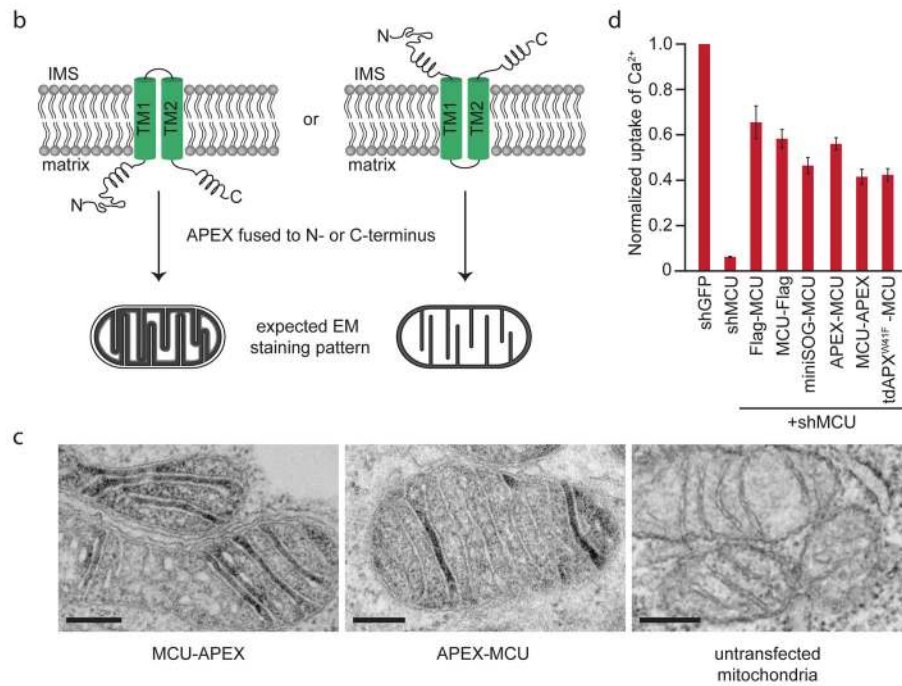 b
N
C
IMS
TM1
TM2
matrix
N
C
or
IMS
TM1
TM2
matrix
APEX fused to N- or C-terminus
expected EM
staining pattern
d
Normalized uptake of Ca²⁺
1.0
0.8
0.6
0.4
0.2
0
shGFP
shMCU
Flag-MCU
MCU-Flag
miniSOG-MCU
APEX-MCU
MCU-APEX
tdAPXᵂ⁴¹ᶠ-MCU
+shMCU
c
MCU-APEX
APEX-MCU
untransfected
mitochondria